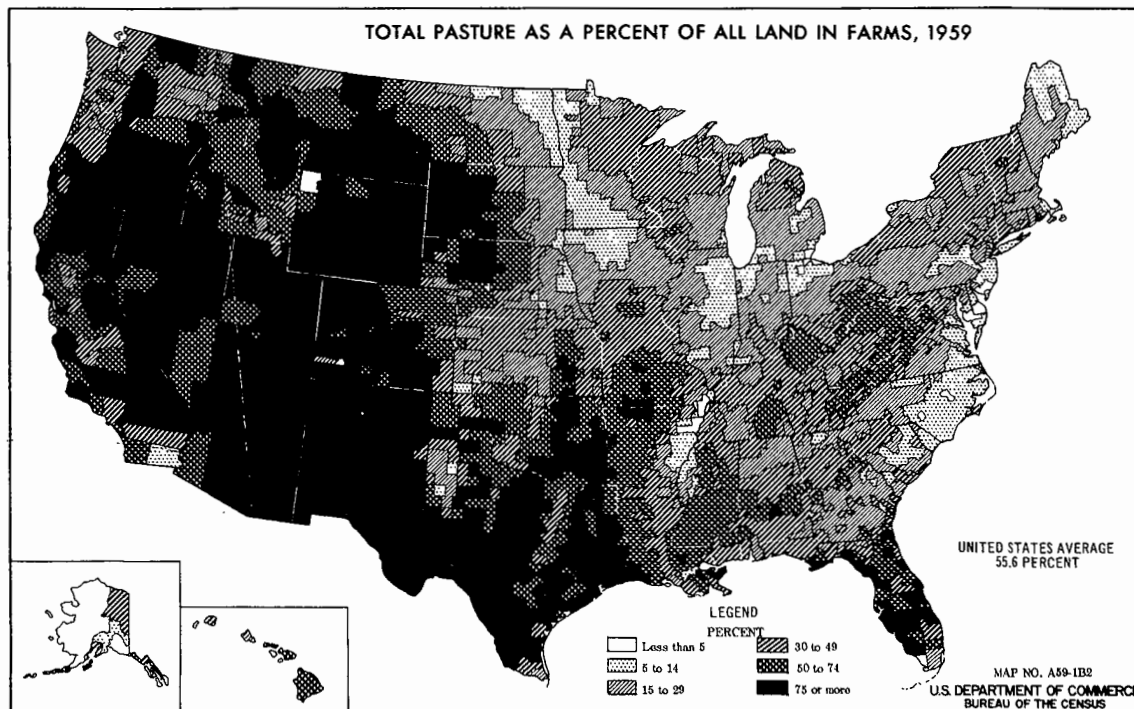 TOTAL PASTURE AS A PERCENT OF ALL LAND IN FARMS, 1959
UNITED STATES AVERAGE
55.6 PERCENT
LEGEND
PERCENT
Less than 5
5 to 14
15 to 29
30 to 49
50 to 74
75 or more
MAP NO. A59-1B2
U.S. DEPARTMENT OF COMMERCE
BUREAU OF THE CENSUS